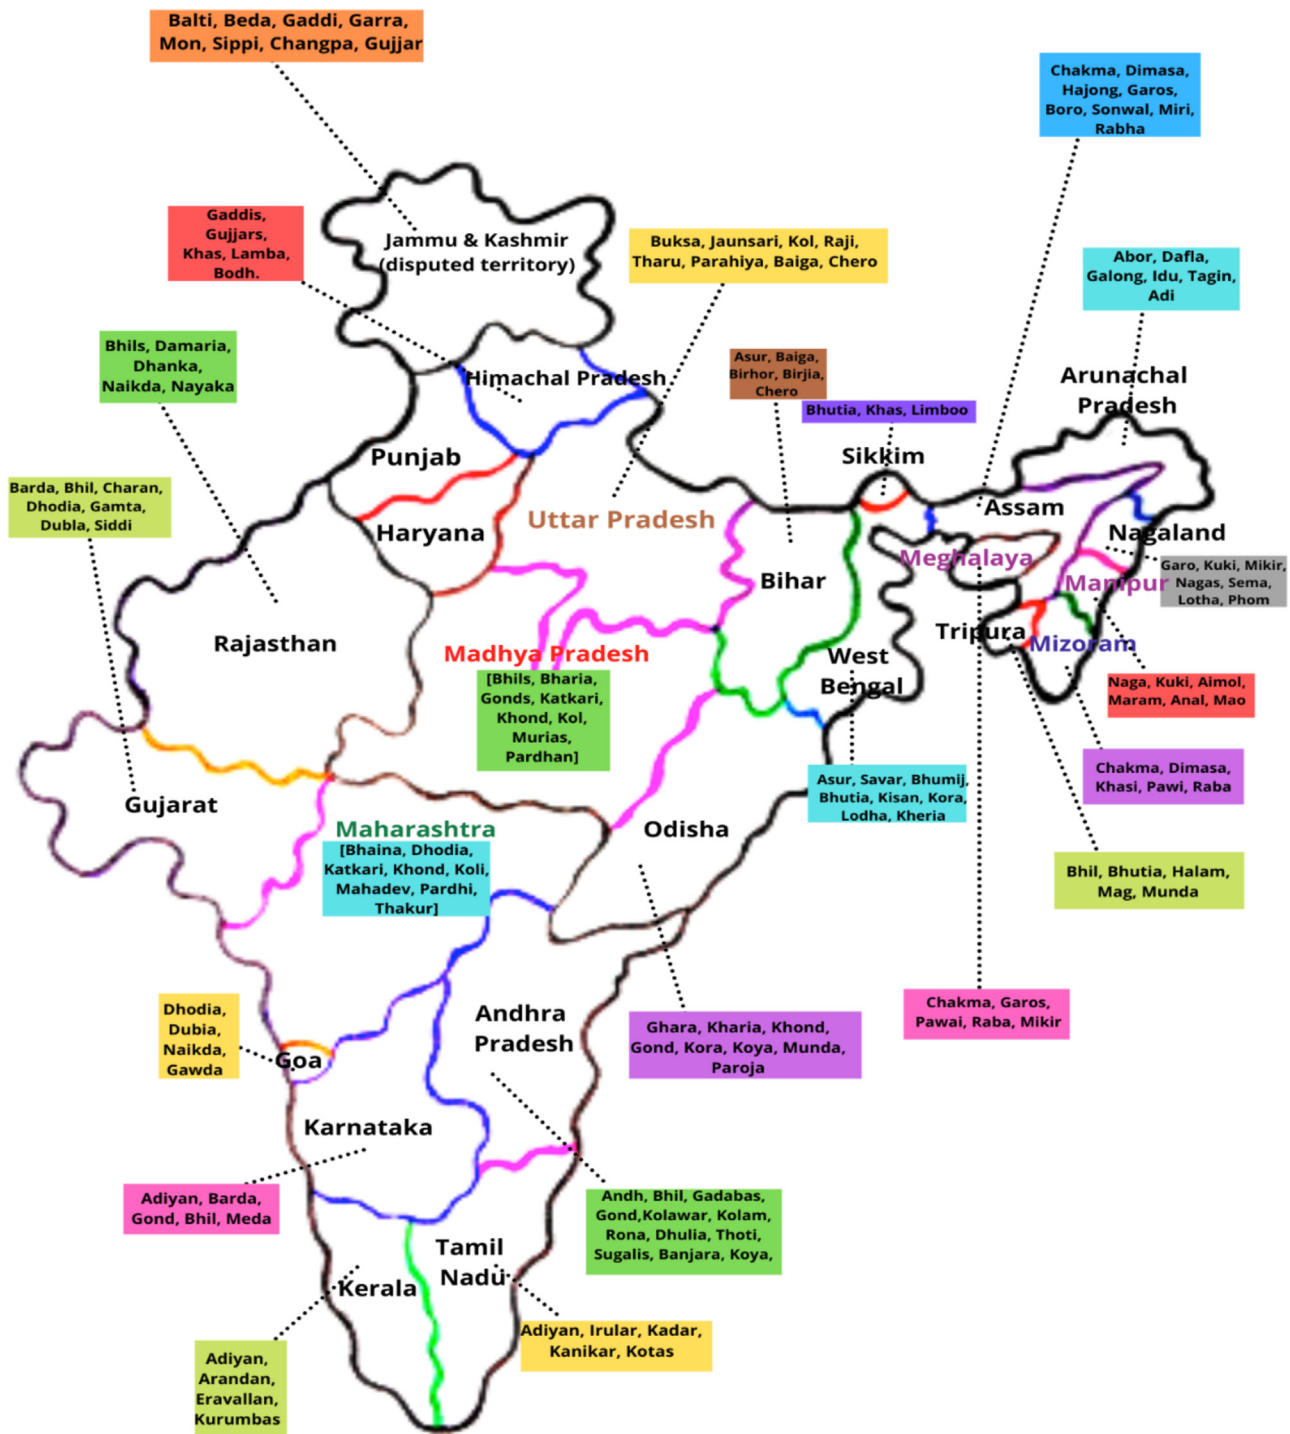 Balti, Beda, Gaddi, Garra,
Mon, Sippi, Changpa, Gujjar
Chakma, Dimasa,
Hajong, Garos,
Boro, Sonwal, Miri,
Rabha
Gaddis,
Gujjars,
Khas, Lamba,
Bodh.
Jammu & Kashmir
(disputed territory)
Buksa, Jaunsari, Kol, Raji,
Tharu, Parahiya, Baiga, Chero
Abor, Dafla,
Galong, Idu, Tagin,
Adi
Bhils, Damaria,
Dhanka,
Naikda, Nayaka
Himachal Pradesh
Asur, Baiga,
Birhor, Birjia,
Chero
Bhutia, Khas, Limboo
Arunachal
Pradesh
Punjab
Sikkim
Barda, Bhil, Charan,
Dhodia, Gamta,
Dubla, Siddi
Haryana
Uttar Pradesh
Assam
Nagaland
Bihar
Meghalaya
Manipur
Garo, Kuki, Mikir,
Nagas, Sema,
Lotha, Phom
Rajasthan
Tripura
Mizoram
Madhya Pradesh
[Bhils, Bharia,
Gonds, Katkari,
Khond, Kol,
Murias,
Pardhan]
West
Bengal
Naga, Kuki, Aimol,
Maram, Anal, Mao
Gujarat
Asur, Savar, Bhumij,
Bhutia, Kisan, Kora,
Lodha, Kheria
Chakma, Dimasa,
Khasi, Pawi, Raba
Maharashtra
[Bhaina, Dhodia,
Katkari, Khond, Koli,
Mahadev, Pardhi,
Thakur]
Odisha
Bhil, Bhutia, Halam,
Mag, Munda
Dhodia,
Dubia,
Naikda,
Gawda
Goa
Andhra
Pradesh
Ghara, Kharia, Khond,
Gond, Kora, Koya, Munda,
Paroja
Chakma, Garos,
Pawai, Raba, Mikir
Karnataka
Adiyan, Barda,
Gond, Bhil, Meda
Andh, Bhil, Gadabas,
Gond,Kolawar, Kolam,
Rona, Dhulia, Thoti,
Sugalis, Banjara, Koya,
Tamil
Nadu
Kerala
Adiyan, Irular, Kadar,
Kanikar, Kotas
Adiyan,
Arandan,
Eravallan,
Kurumbas